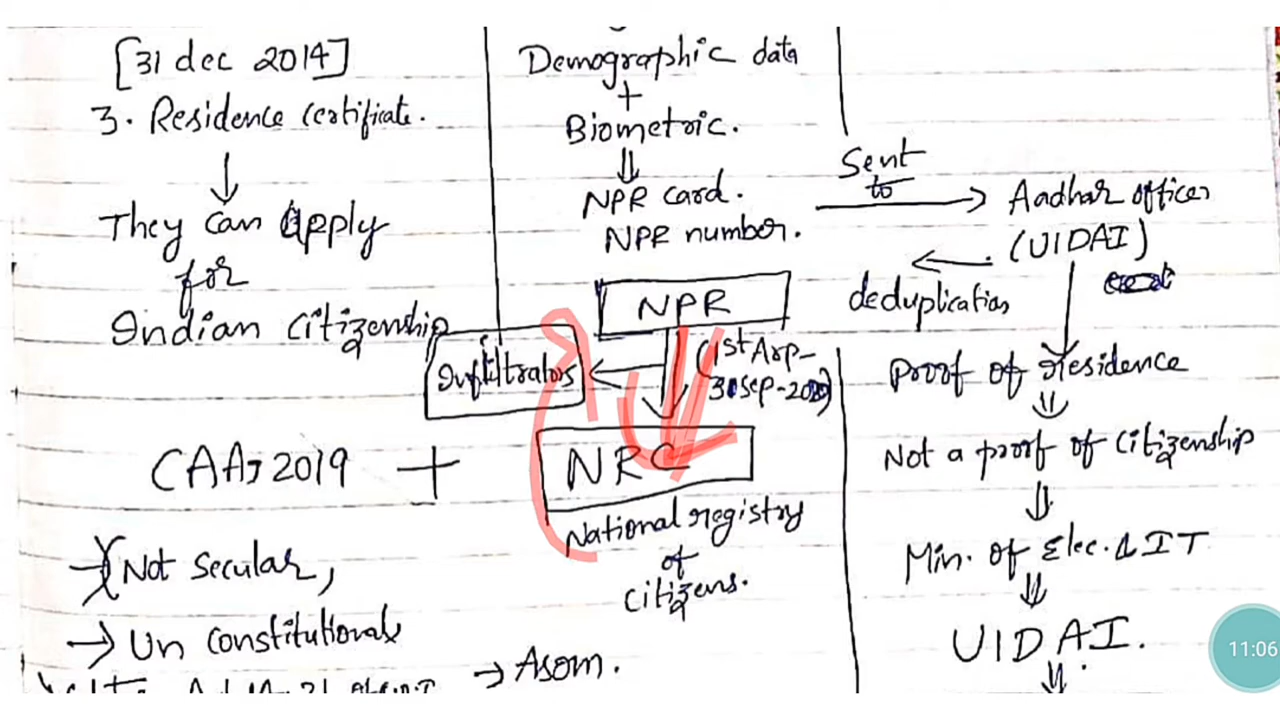 [31 dec 2014]
3. Residence certificate.
They can apply
for
Indian citizenship
CAA, 2019 +
Not Secular,
→ Un constitutional
Demographic data
+
Biometric.
NPR card.
NPR number.
NPR
(1st Arp-
30 sep-2020)
Infiltrators
NRC
National registry
of
citizens.
→ Asom.
Sent
to
Aadhar offices
(UIDAI)
deduplication
Proof of residence
Not a proof of citizenship
Min. of Elec. & IT
UIDAI.
11:06